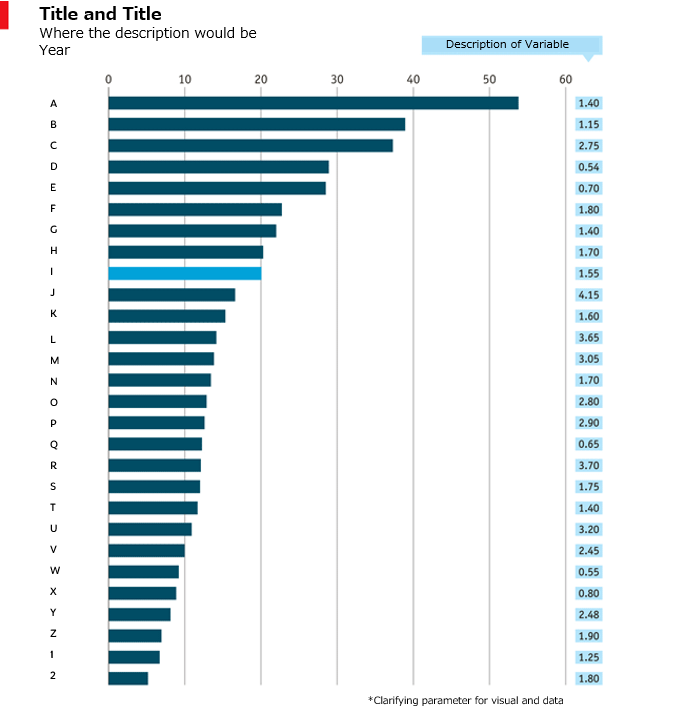 Title and Title
Where the description would be
Year
Description of Variable
0 10 20 30 40 50 60
A 1.40
B 1.15
C 2.75
D 0.54
E 0.70
F 1.80
G 1.40
H 1.70
I 1.55
J 4.15
K 1.60
L 3.65
M 3.05
N 1.70
O 2.80
P 2.90
Q 0.65
R 3.70
S 1.75
T 1.40
U 3.20
V 2.45
W 0.55
X 0.80
Y 2.48
Z 1.90
1 1.25
2 1.80
*Clarifying parameter for visual and data